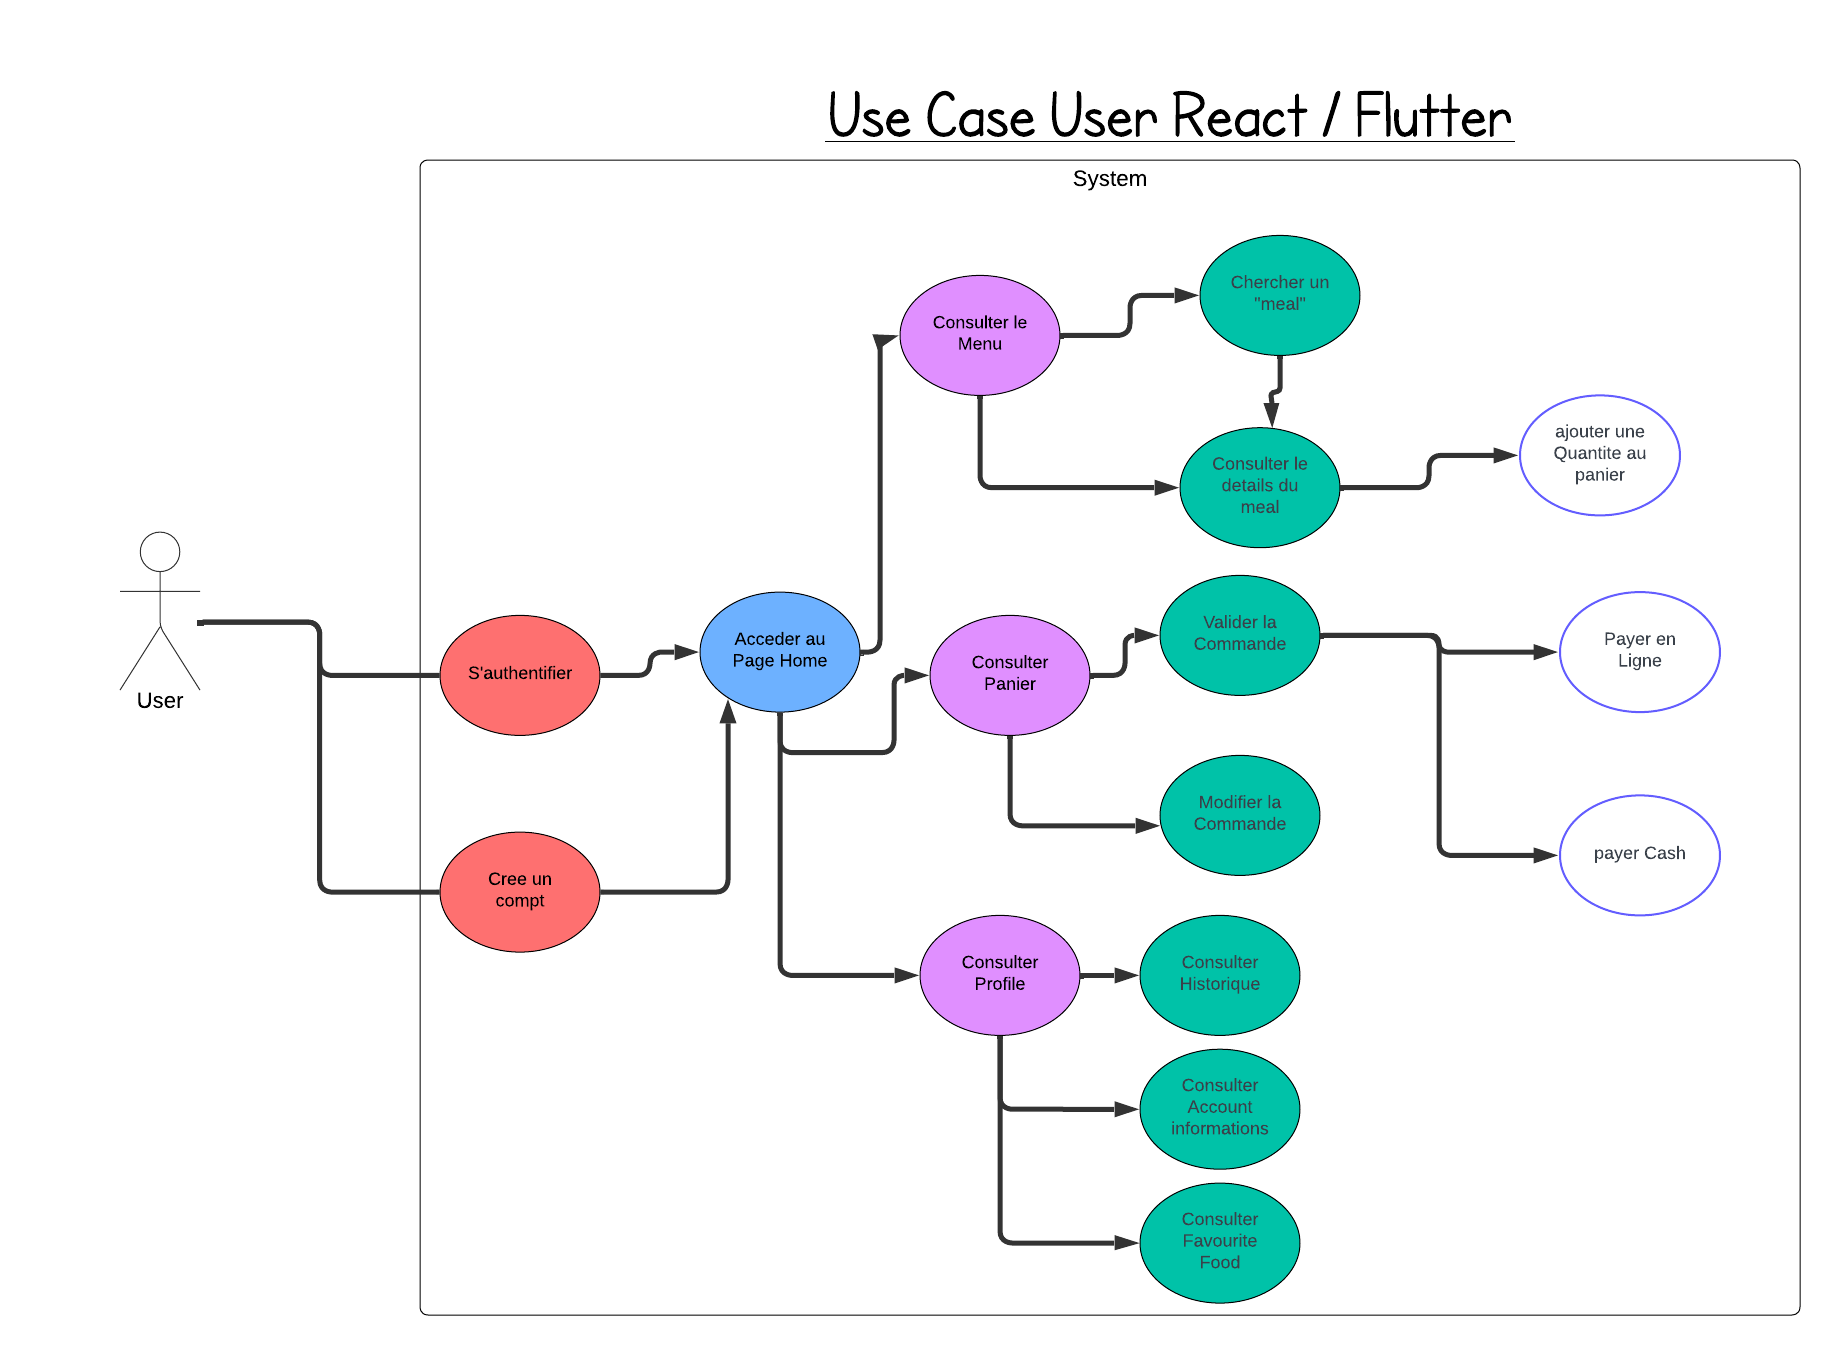 Use Case User React / Flutter
System
Chercher un
"meal"
Consulter le
Menu
ajouter une
Quantite au
panier
Consulter le
details du
meal
User
S'authentifier
Acceder au
Page Home
Consulter
Panier
Valider la
Commande
Payer en
Ligne
Modifier la
Commande
payer Cash
Cree un
compt
Consulter
Profile
Consulter
Historique
Consulter
Account
informations
Consulter
Favourite
Food